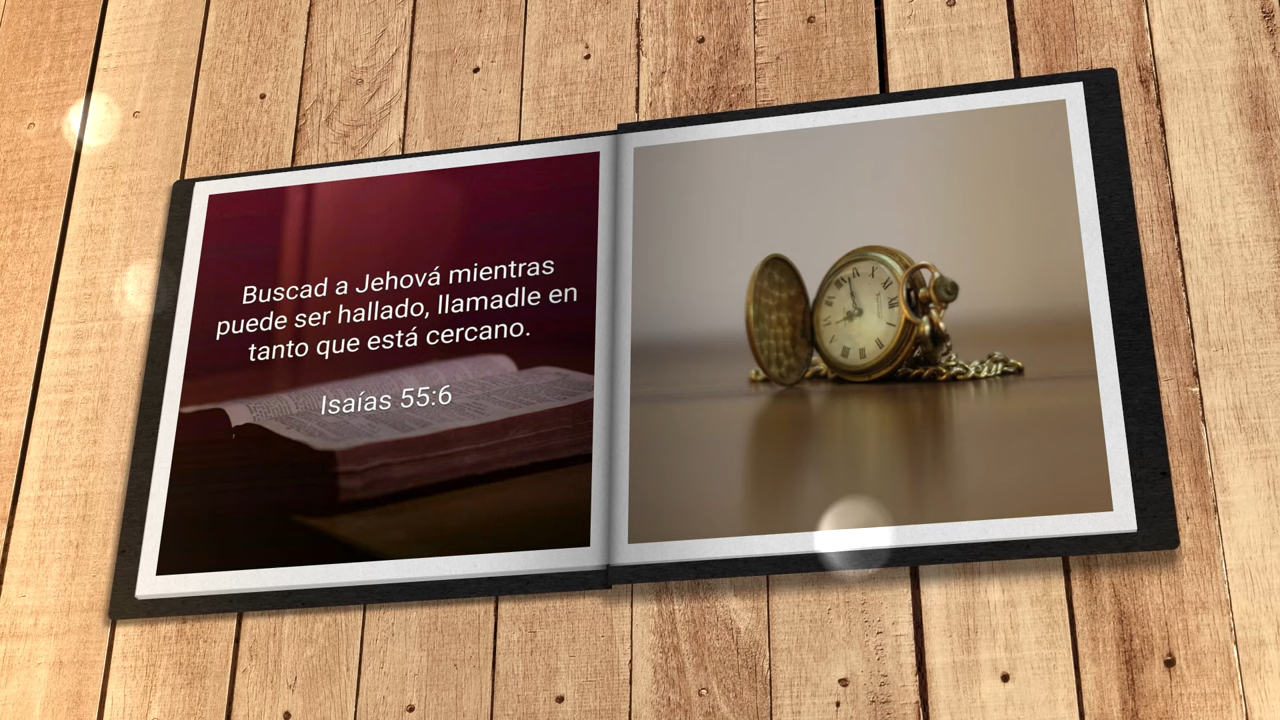 Buscad a Jehová mientras
puede ser hallado, llamadle en
tanto que está cercano.
Isaías 55:6